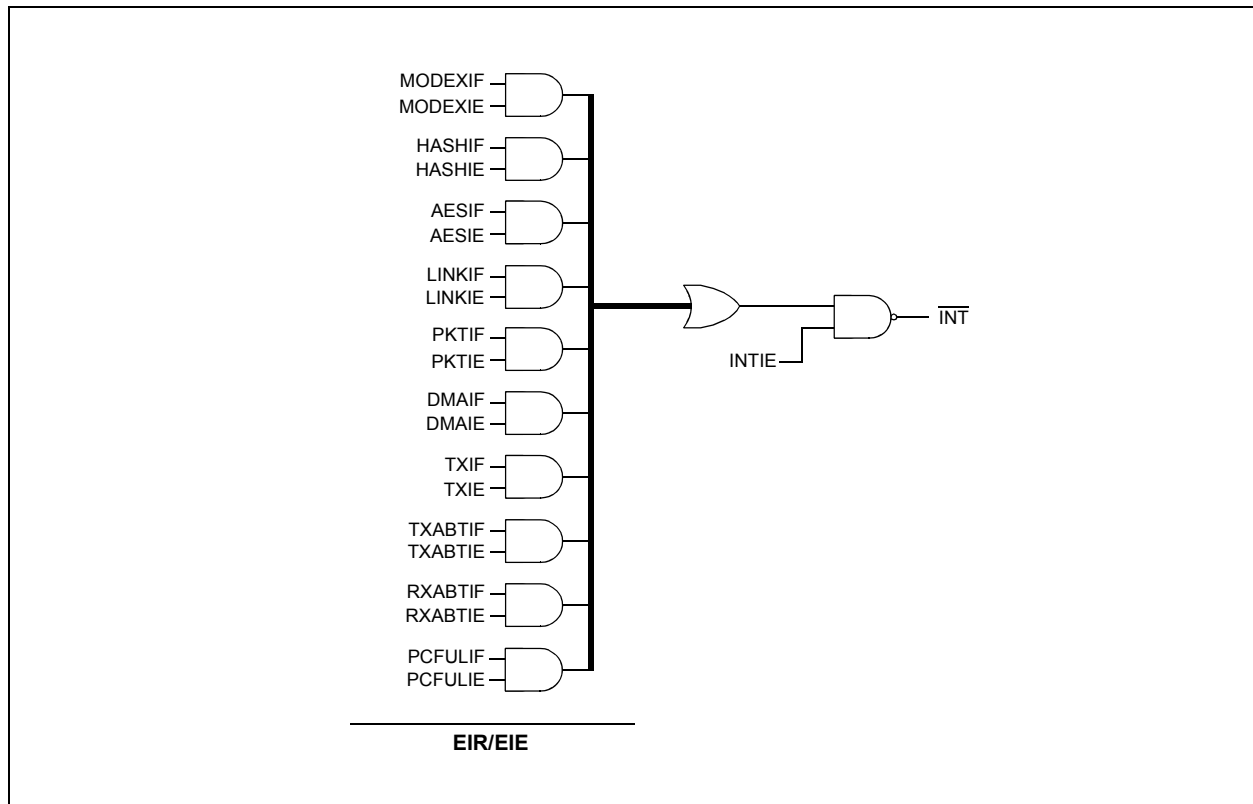 MODEXIF
MODEXIE
HASHIF
HASHIE
AESIF
AESIE
LINKIF
LINKIE
PKTIF
PKTIE
DMAIF
DMAIE
TXIF
TXIE
TXABTIF
TXABTIE
RXABTIF
RXABTIE
PCFULIF
PCFULIE
INTIE
INT
EIR/EIE